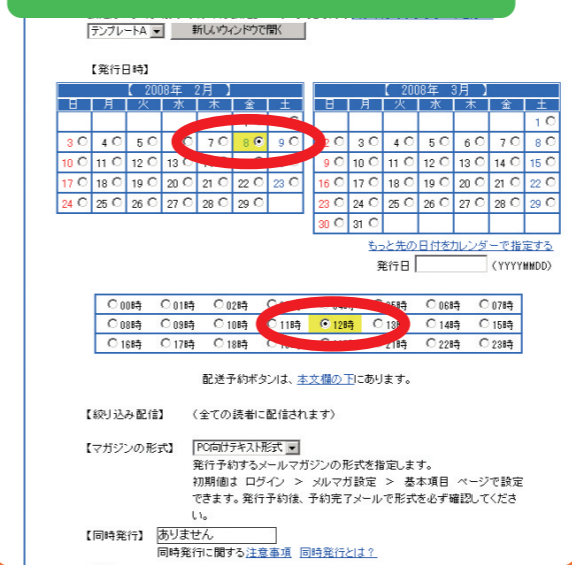 テンプレートA 新しいウィンドウで開く
【発行日時】
【 2008年 2月 】
日 月 火 水 木 金 土
3 4 5 7 8 9
10 11 12 13
17 18 19 20 21 22 23
24 25 26 27 28 29
【 2008年 3月 】
日 月 火 水 木 金 土
1
2 3 4 5 6 7 8
9 10 11 12 13 14 15
16 17 18 19 20 21 22
23 24 25 26 27 28 29
30 31
もっと先の日付をカレンダーで指定する
発行日 (YYYYMMDD)
00時 01時 02時 05時 06時 07時
08時 09時 10時 11時 12時 13時 14時 15時
16時 17時 18時 21時 22時 23時
配送予約ボタンは、本文欄の下にあります。
【絞り込み配信】 (全ての読者に配信されます)
【マガジンの形式】 PC向けテキスト形式
発行予約するメールマガジンの形式を指定します。
初期値は ログイン > メルマガ設定 > 基本項目 ページで設定
できます。発行予約後、予約完了メールで形式を必ず確認してくださ
い。
【同時発行】 ありません
同時発行に関する注意事項 同時発行とは?